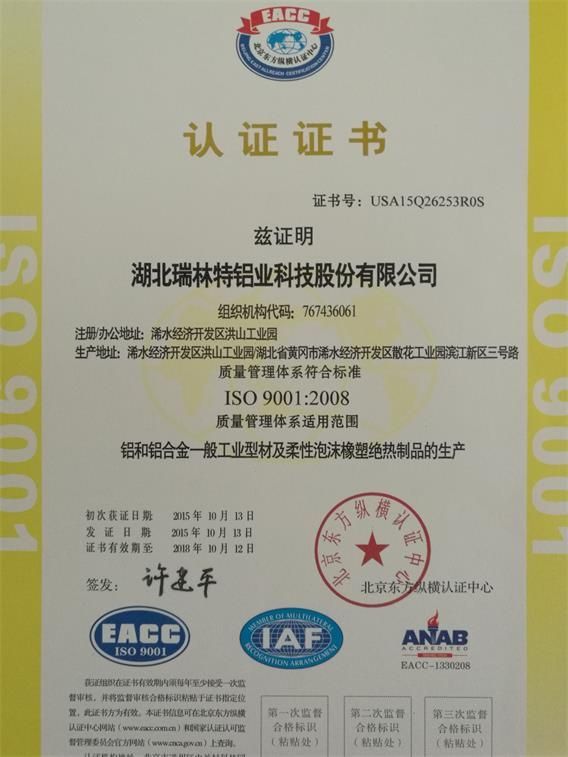 EACC
北京东方纵横认证中心
BEIJING EAST ALLREACH CERTIFICATION CENTER
认证证书
证书号：USA15Q26253R0S
兹证明
湖北瑞林特铝业科技股份有限公司
组织机构代码：767436061
注册/办公地址：浠水经济开发区洪山工业园
生产地址：浠水经济开发区洪山工业园/湖北省黄冈市浠水经济开发区散花工业园滨江新区三号路
质量管理体系符合标准
ISO 9001:2008
质量管理体系适用范围
铝和铝合金一般工业型材及柔性泡沫橡塑绝热制品的生产
ISO 9001
ISO 9001
初次获证日期: 2015 年 10 月 13 日
发证日期: 2015 年 10 月 13 日
证书有效期至 2018 年 10 月 12 日
签发：许建平
北京东方纵横认证中心
北京东方纵横认证中心
EACC
ISO 9001
MEMBER OF MULTILATERAL
IAF
RECOGNITION ARRANGEMENT
ANAB
ACCREDITED
EACC-1330208
获证组织在证书有效期内须每年至少接受一次监
督审核，并将监督审核合格标识粘贴于证书指定位
置，此证书方为有效。本证书信息可在北京东方纵横
认证中心网站（www.eacc.com.cn）和国家认证认可监
督管理委员会官方网站（www.cnca.gov.cn）上查询。
第一次监督
合格标识
（粘贴处）
第二次监督
合格标识
（粘贴处）
第三次监督
合格标识
（粘贴处）